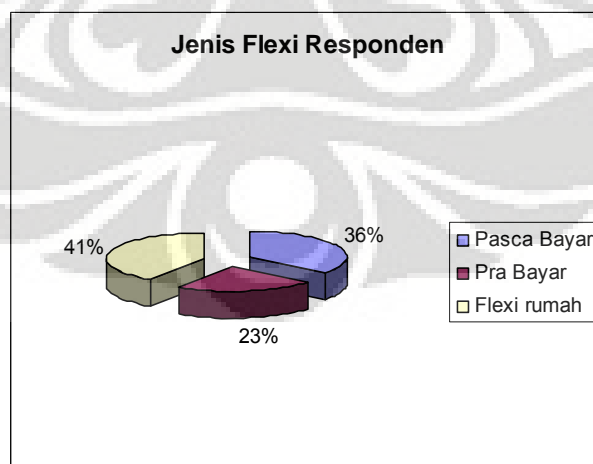 Jenis Flexi Responden
41%
36%
23%
Pasca Bayar
Pra Bayar
Flexi rumah